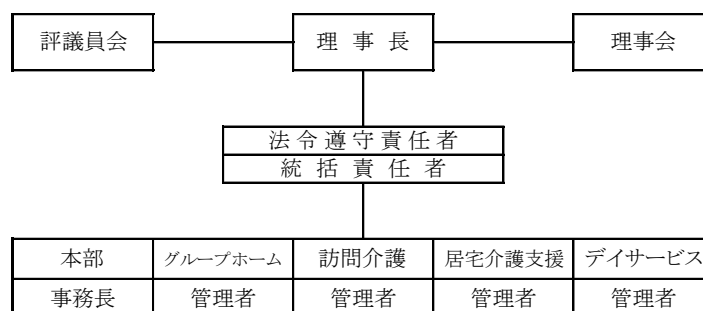 評議員会 理事長 理事会
法令遵守責任者
統括責任者
本部 グループホーム 訪問介護 居宅介護支援 デイサービス
事務長 管理者 管理者 管理者 管理者